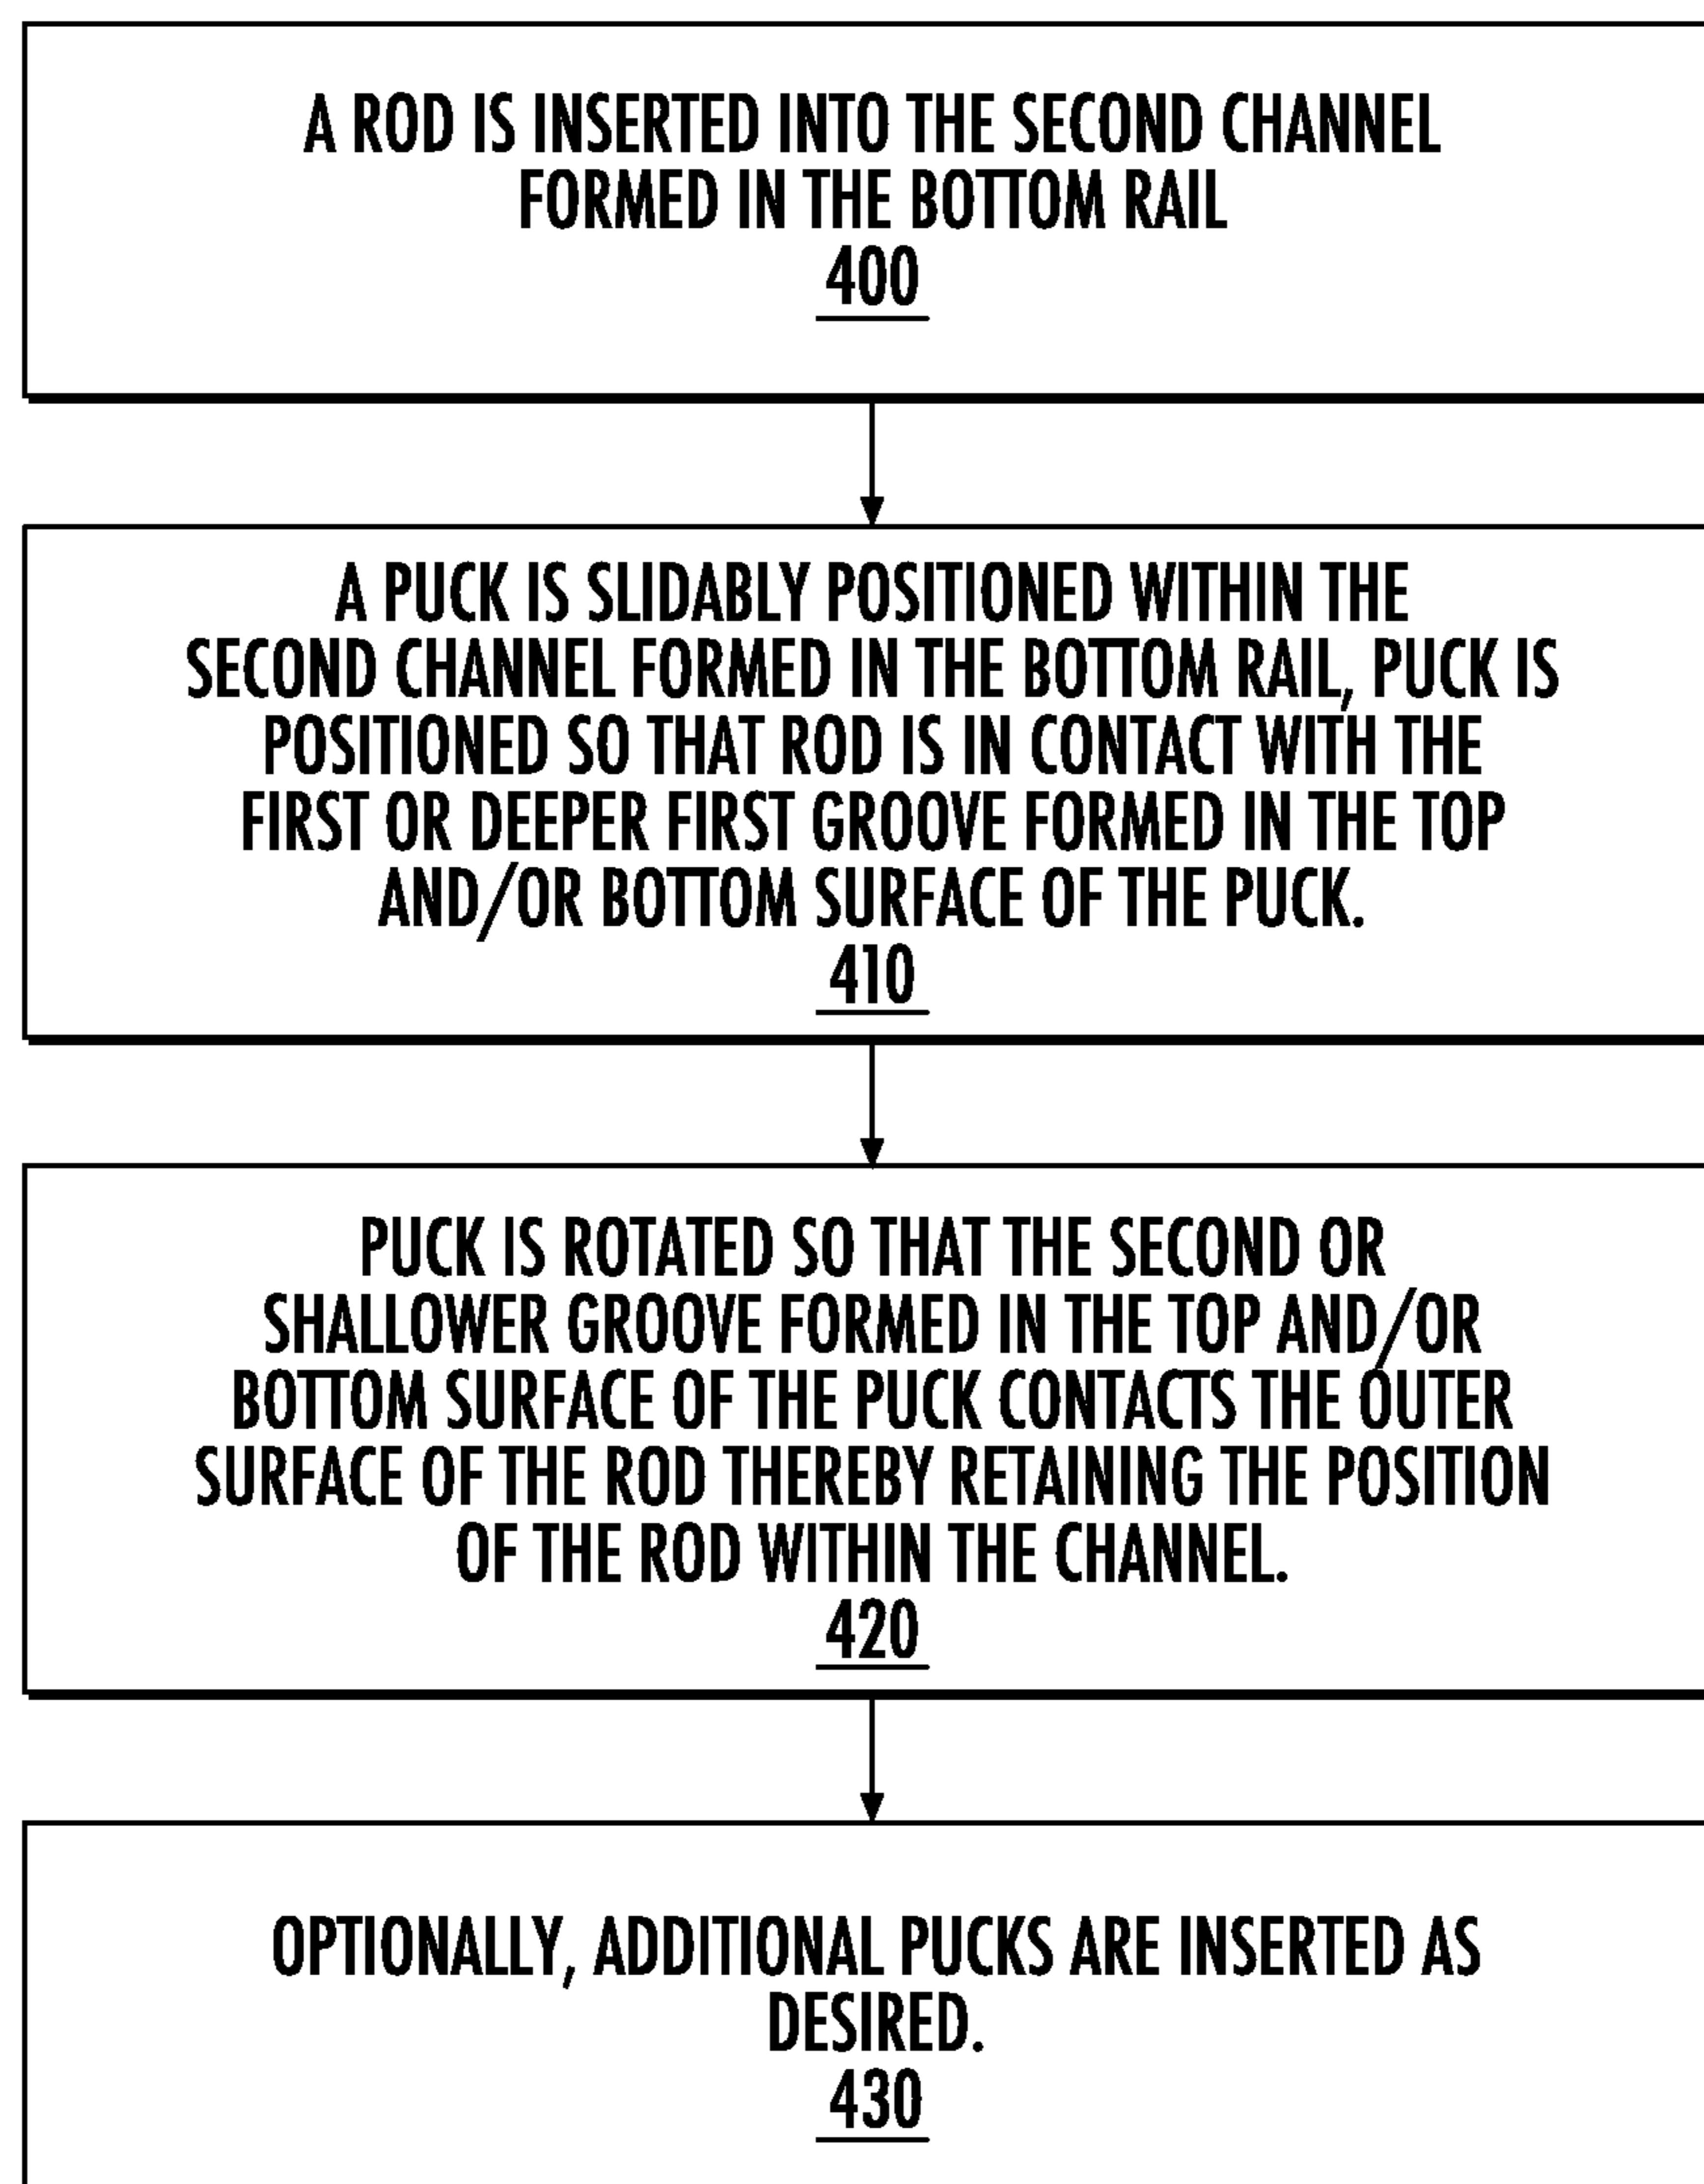 A ROD IS INSERTED INTO THE SECOND CHANNEL
FORMED IN THE BOTTOM RAIL
400
A PUCK IS SLIDABLY POSITIONED WITHIN THE
SECOND CHANNEL FORMED IN THE BOTTOM RAIL, PUCK IS
POSITIONED SO THAT ROD IS IN CONTACT WITH THE
FIRST OR DEEPER FIRST GROOVE FORMED IN THE TOP
AND/OR BOTTOM SURFACE OF THE PUCK.
410
PUCK IS ROTATED SO THAT THE SECOND OR
SHALLOWER GROOVE FORMED IN THE TOP AND/OR
BOTTOM SURFACE OF THE PUCK CONTACTS THE OUTER
SURFACE OF THE ROD THEREBY RETAINING THE POSITION
OF THE ROD WITHIN THE CHANNEL.
420
OPTIONALLY, ADDITIONAL PUCKS ARE INSERTED AS
DESIRED.
430